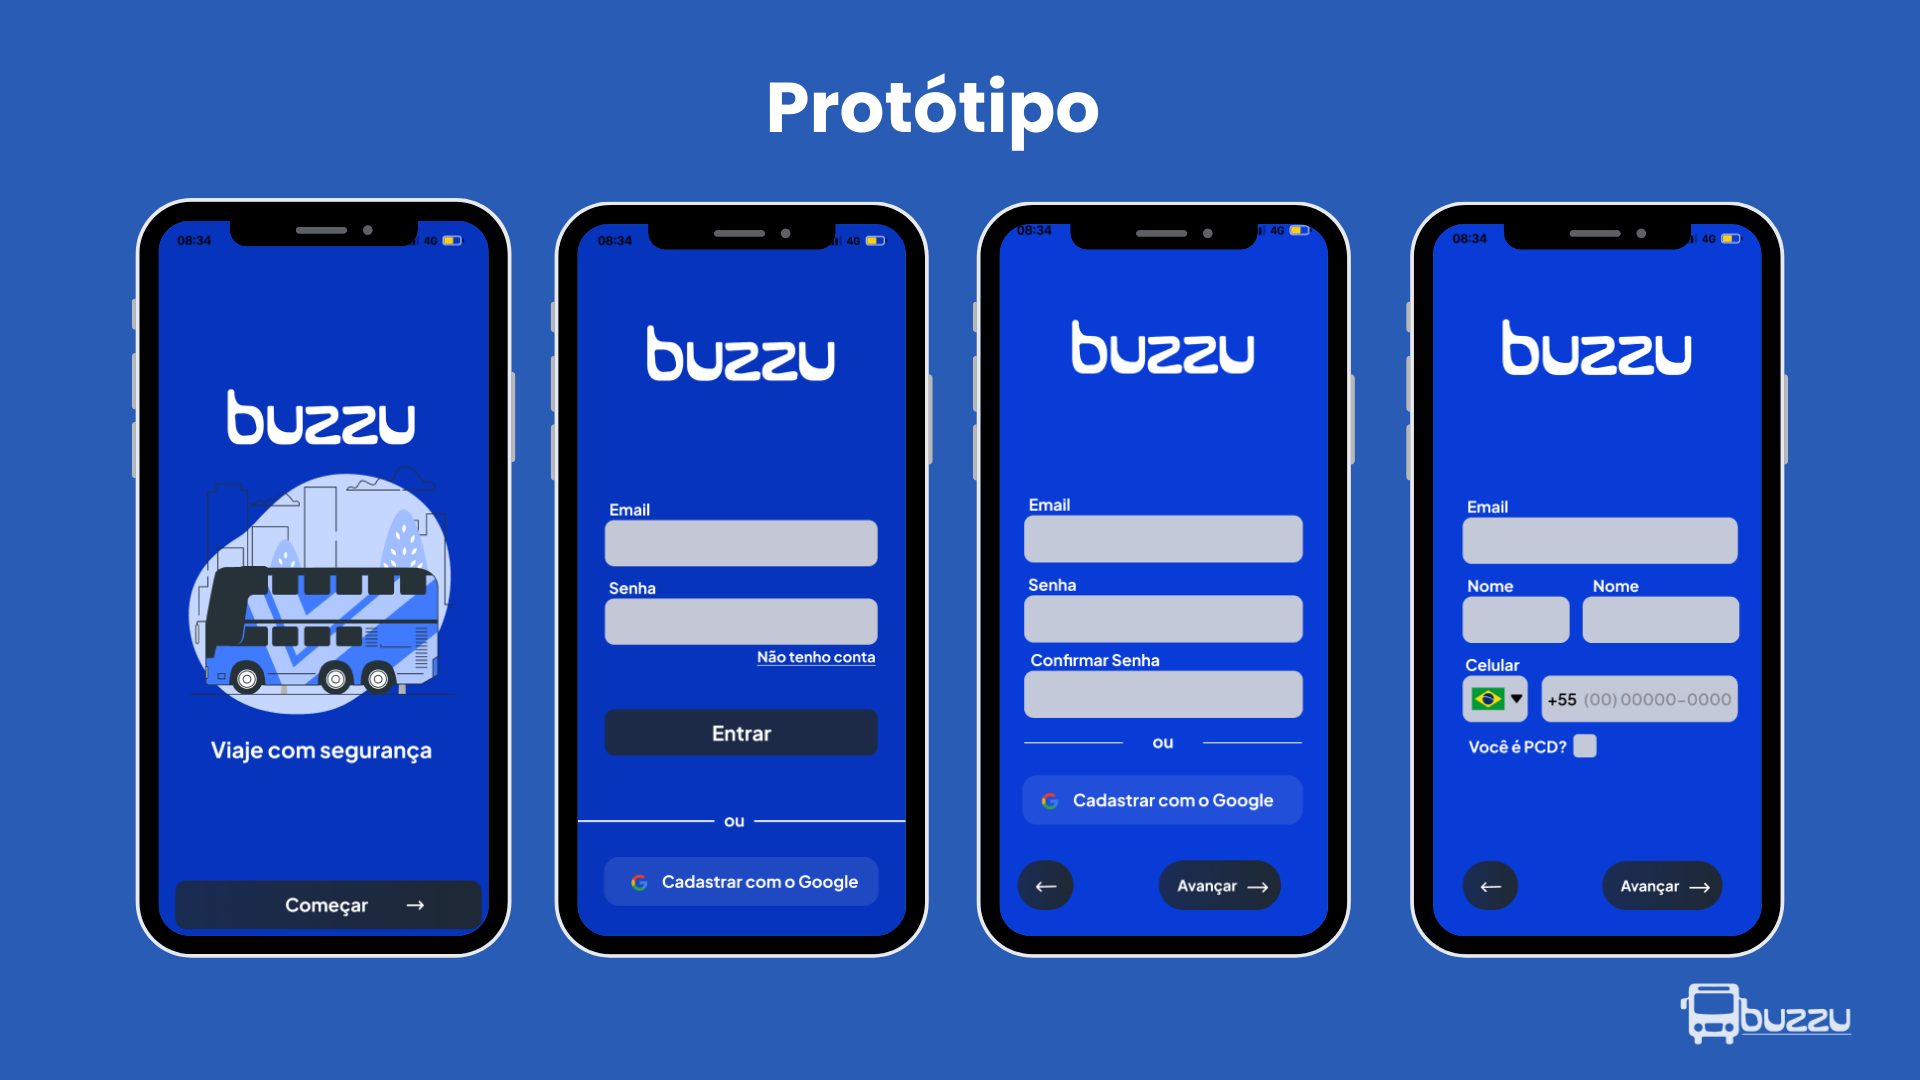 Protótipo
08:34
4G
buzzu
Viaje com segurança
Começar →
08:34
4G
buzzu
Email
Senha
Não tenho conta
Entrar
ou
G Cadastrar com o Google
08:34
4G
buzzu
Email
Senha
Confirmar Senha
ou
G Cadastrar com o Google
← Avançar →
08:34
4G
buzzu
Email
Nome Nome
Celular
+55 (00) 00000-0000
Você é PCD?
← Avançar →
buzzu